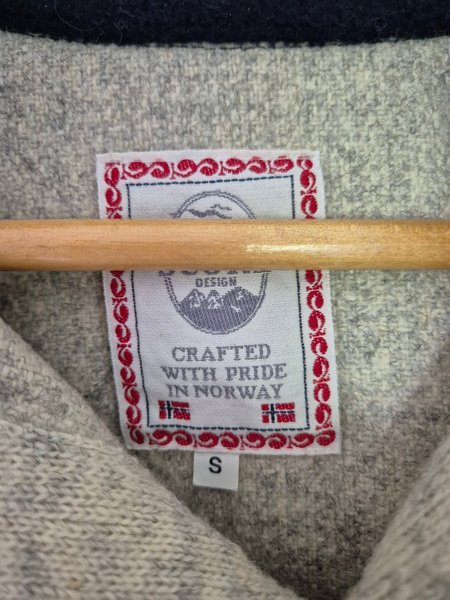 DESIGN
CRAFTED
WITH PRIDE
IN NORWAY
S